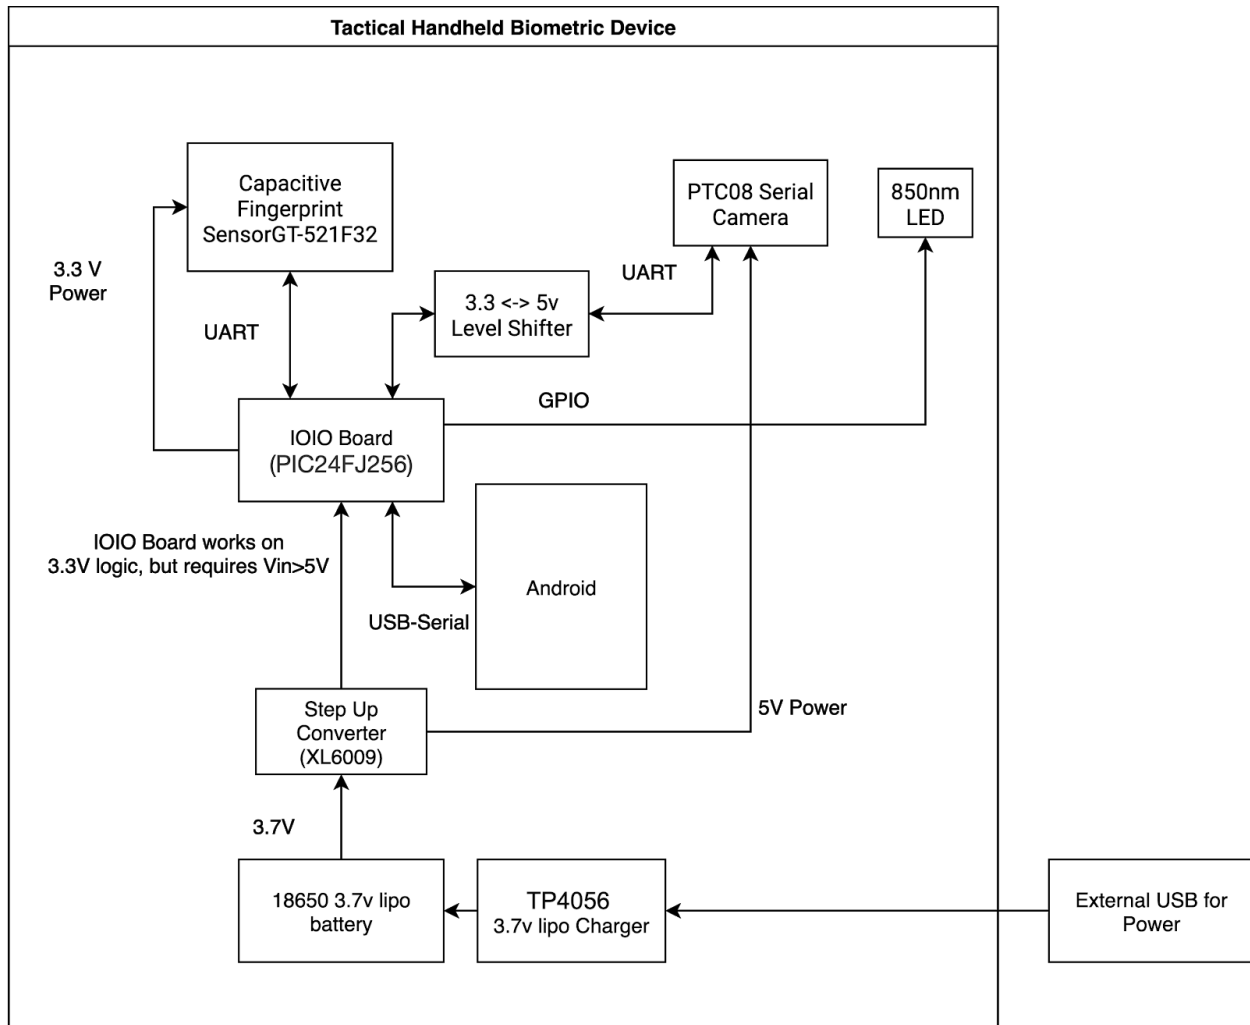 Tactical Handheld Biometric Device
Capacitive
Fingerprint
SensorGT-521F32
PTC08 Serial
Camera
850nm
LED
3.3 V
Power
UART
3.3 <-> 5v
Level Shifter
UART
GPIO
IOIO Board
(PIC24FJ256)
IOIO Board works on
3.3V logic, but requires Vin>5V
Android
USB-Serial
Step Up
Converter
(XL6009)
5V Power
3.7V
18650 3.7v lipo
battery
TP4056
3.7v lipo Charger
External USB for
Power